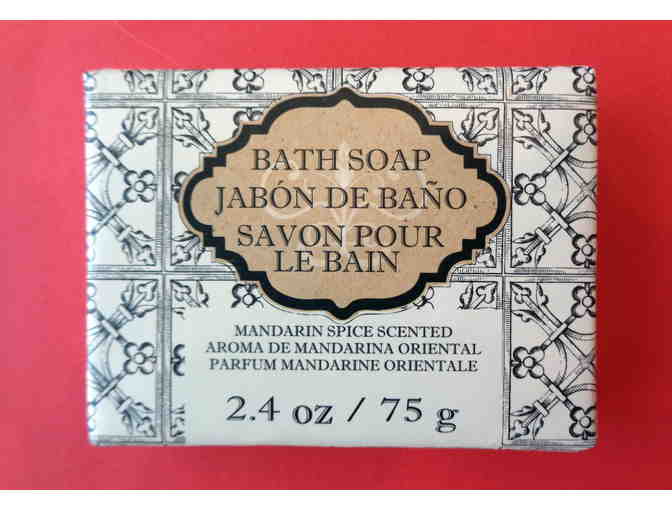 BATH SOAP
JABÓN DE BAÑO
SAVON POUR
LE BAIN
MANDARIN SPICE SCENTED
AROMA DE MANDARINA ORIENTAL
PARFUM MANDARINE ORIENTALE
2.4 oz / 75 g